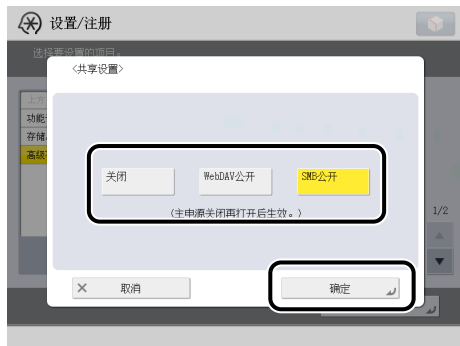 设置/注册
选择要设置的项目。
<共享设置>
上方
功能
存储
高级
关闭
WebDAV公开
SMB公开
(主电源关闭再打开后生效。)
1/2
取消
确定